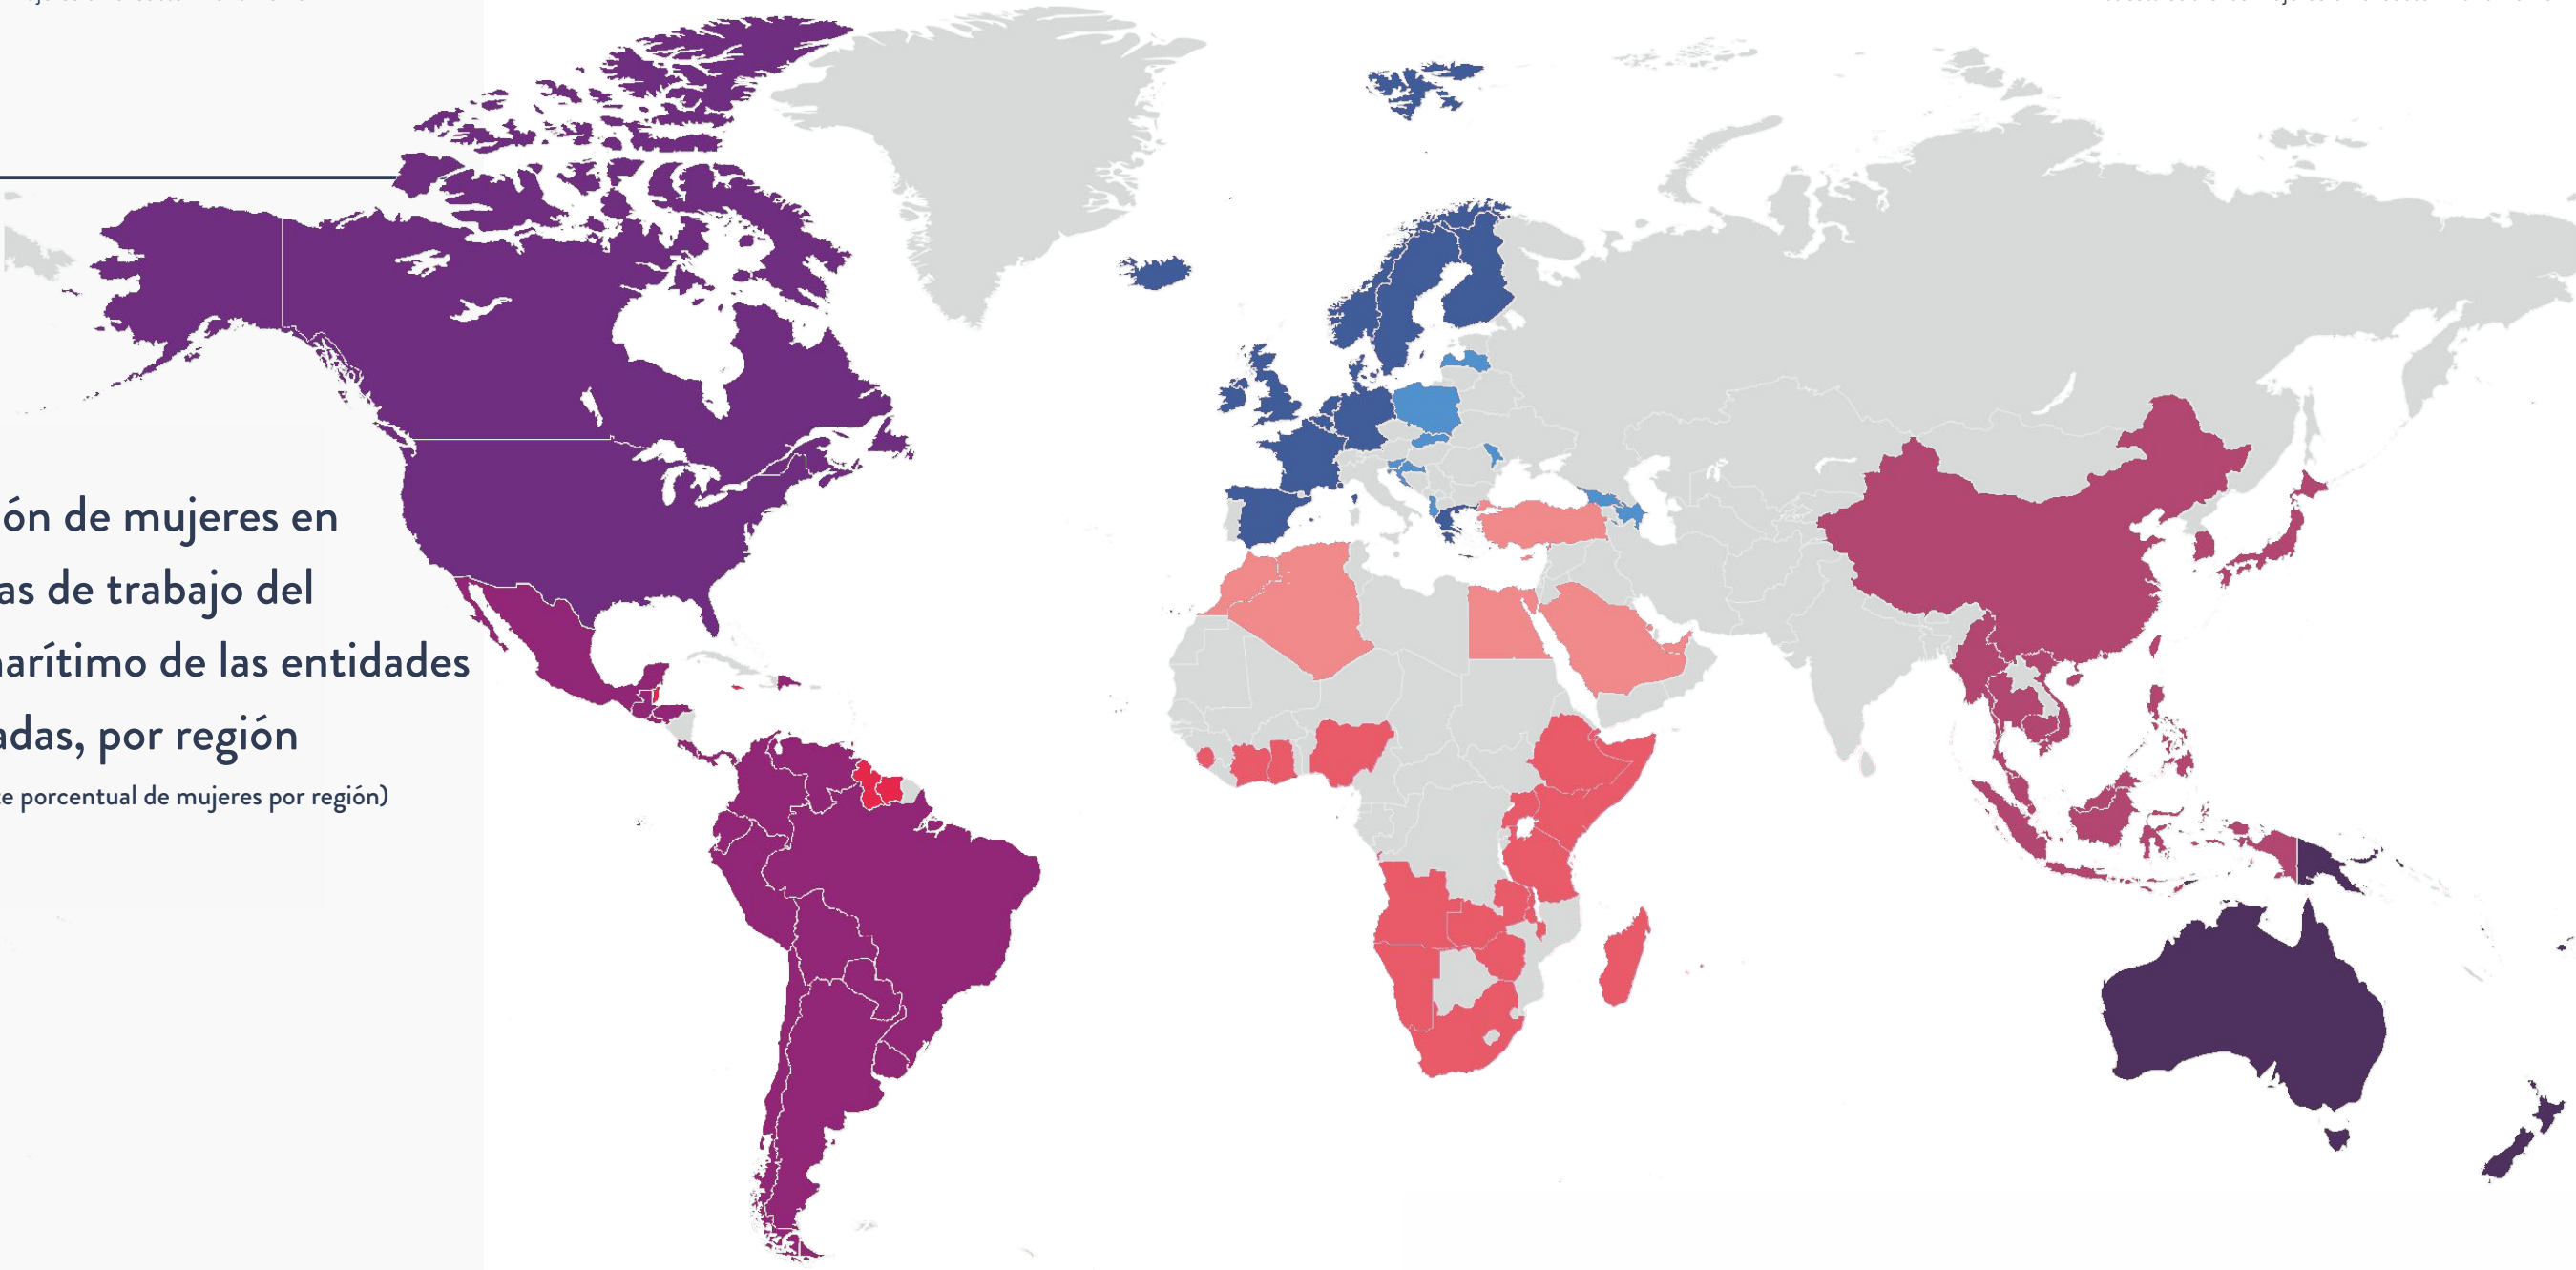 ón de mujeres en
as de trabajo del
arítimo de las entidades
adas, por región
e porcentual de mujeres por región)